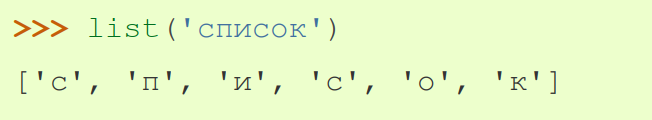 >>> list('список')
['с', 'п', 'и', 'с', 'о', 'к']